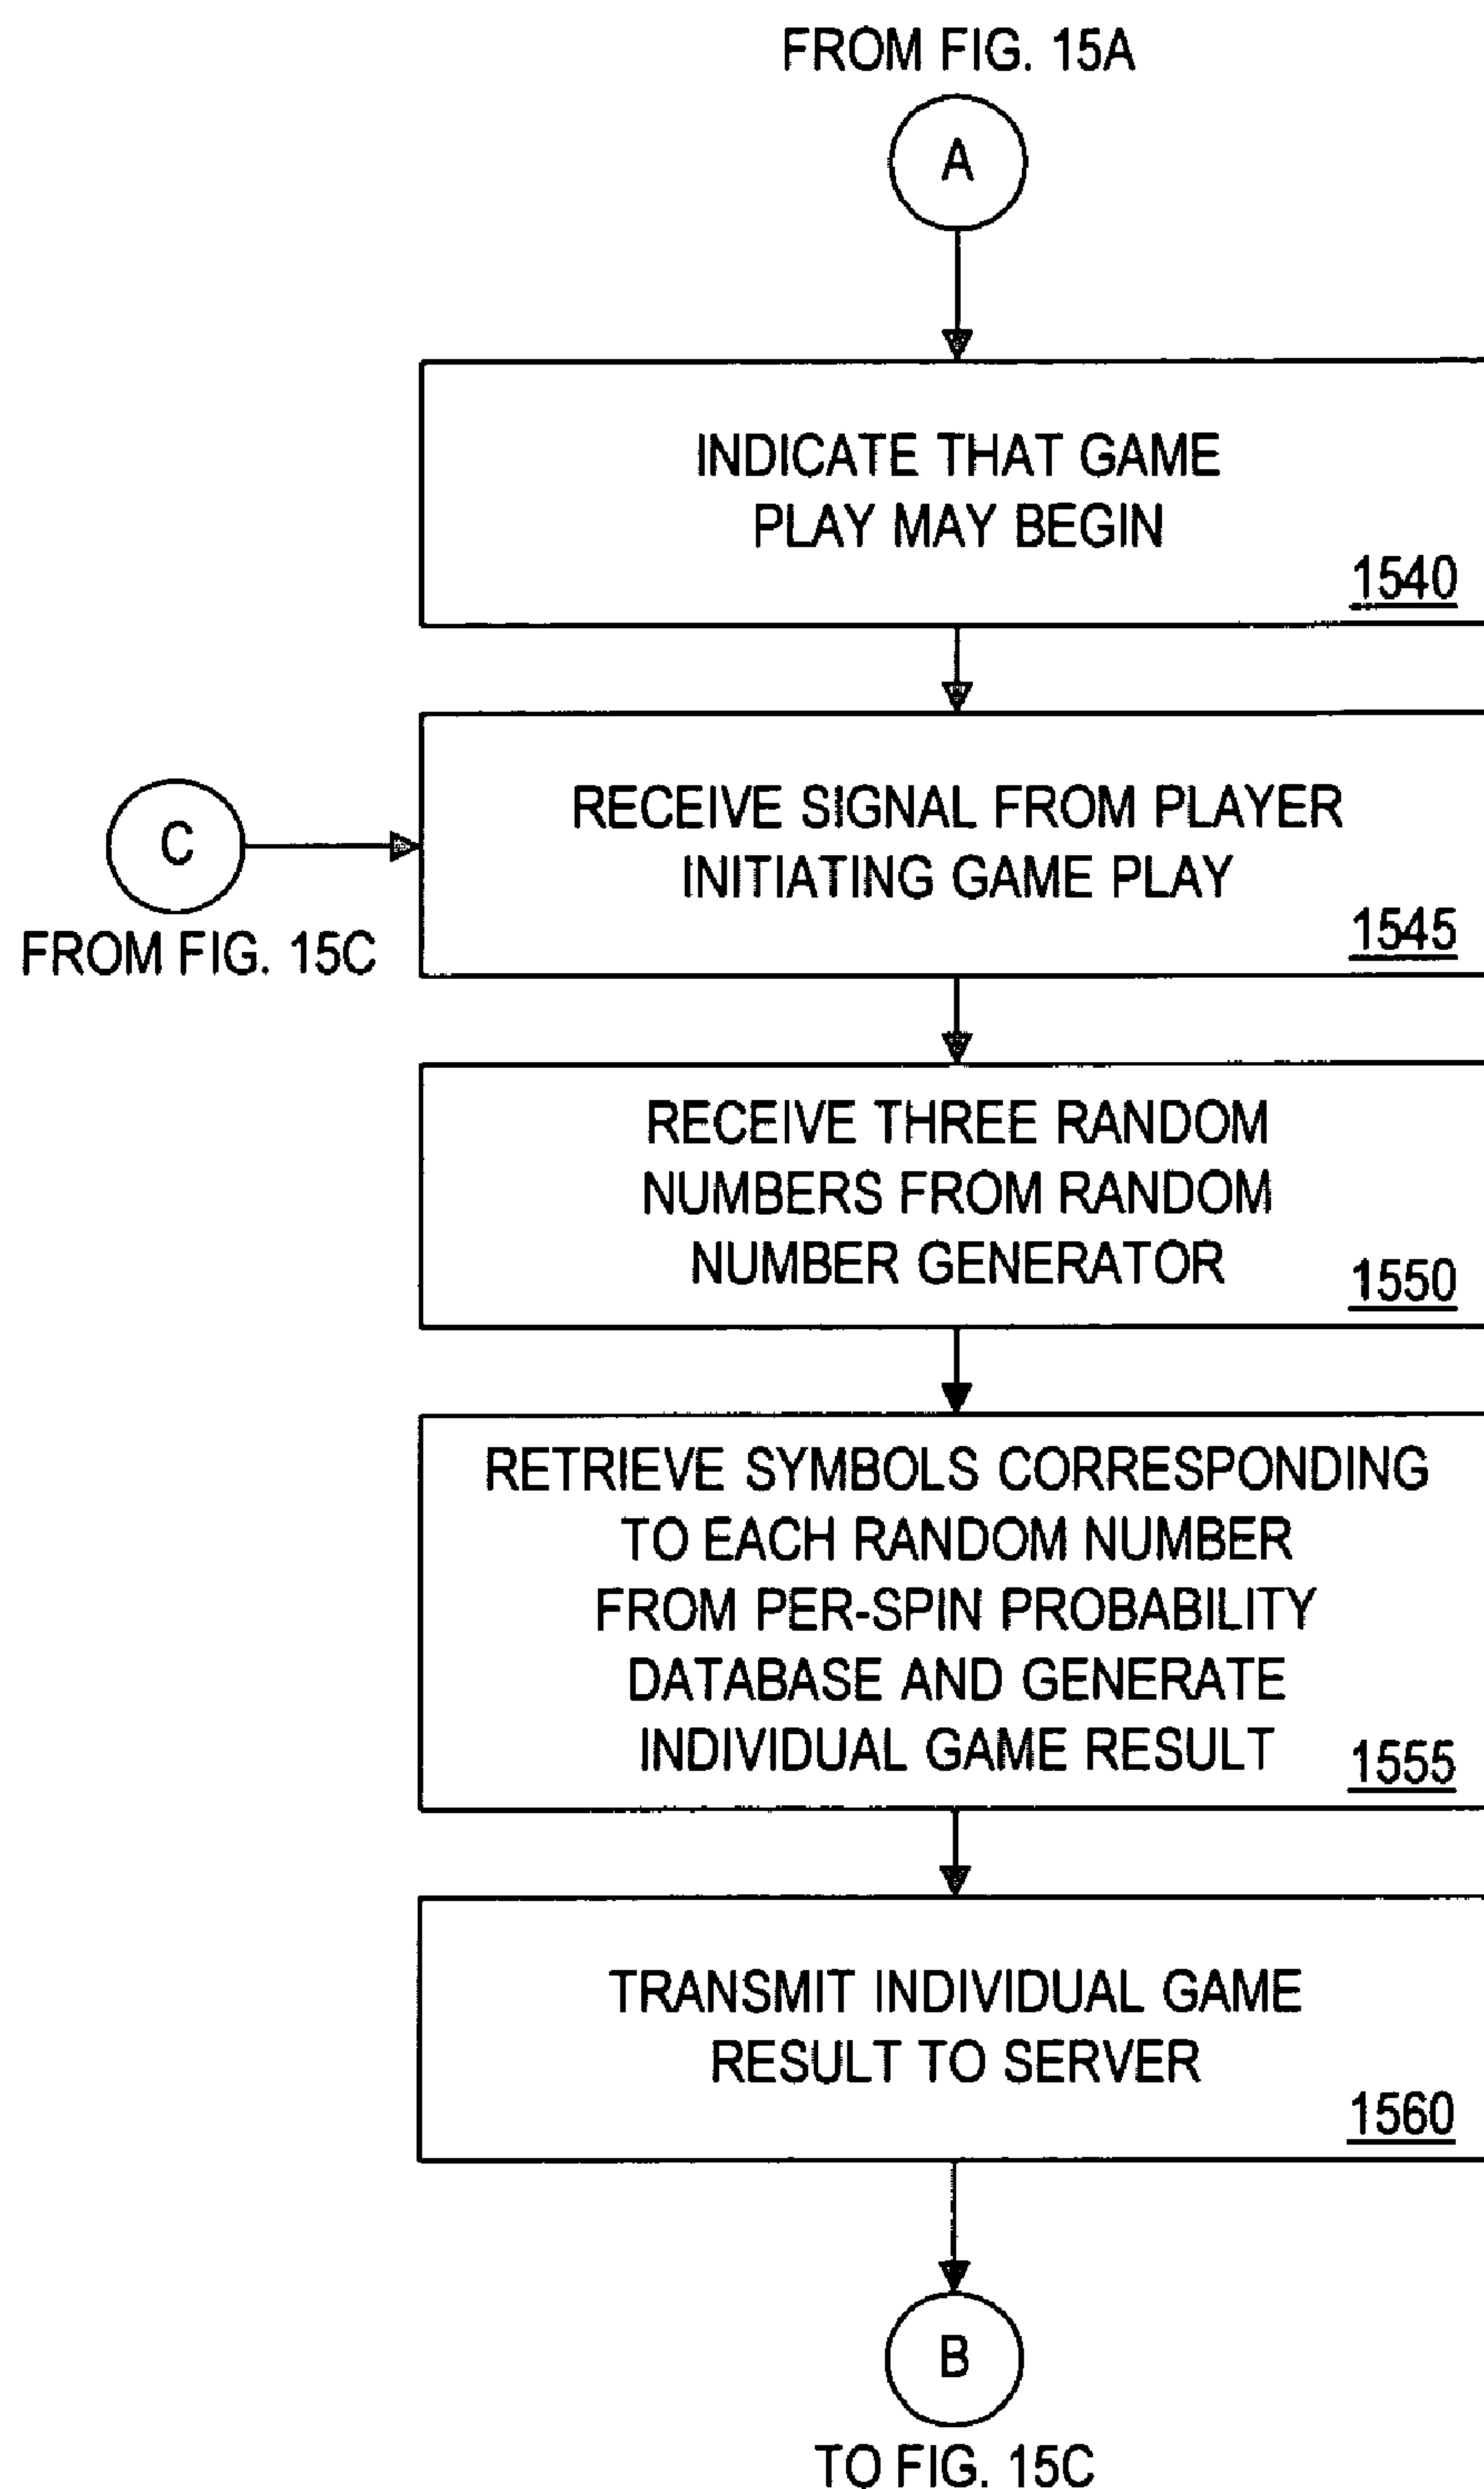 FROM FIG. 15A
A
INDICATE THAT GAME
PLAY MAY BEGIN
1540
RECEIVE SIGNAL FROM PLAYER
INITIATING GAME PLAY
1545
C
FROM FIG. 15C
RECEIVE THREE RANDOM
NUMBERS FROM RANDOM
NUMBER GENERATOR
1550
RETRIEVE SYMBOLS CORRESPONDING
TO EACH RANDOM NUMBER
FROM PER-SPIN PROBABILITY
DATABASE AND GENERATE
INDIVIDUAL GAME RESULT
1555
TRANSMIT INDIVIDUAL GAME
RESULT TO SERVER
1560
B
TO FIG. 15C